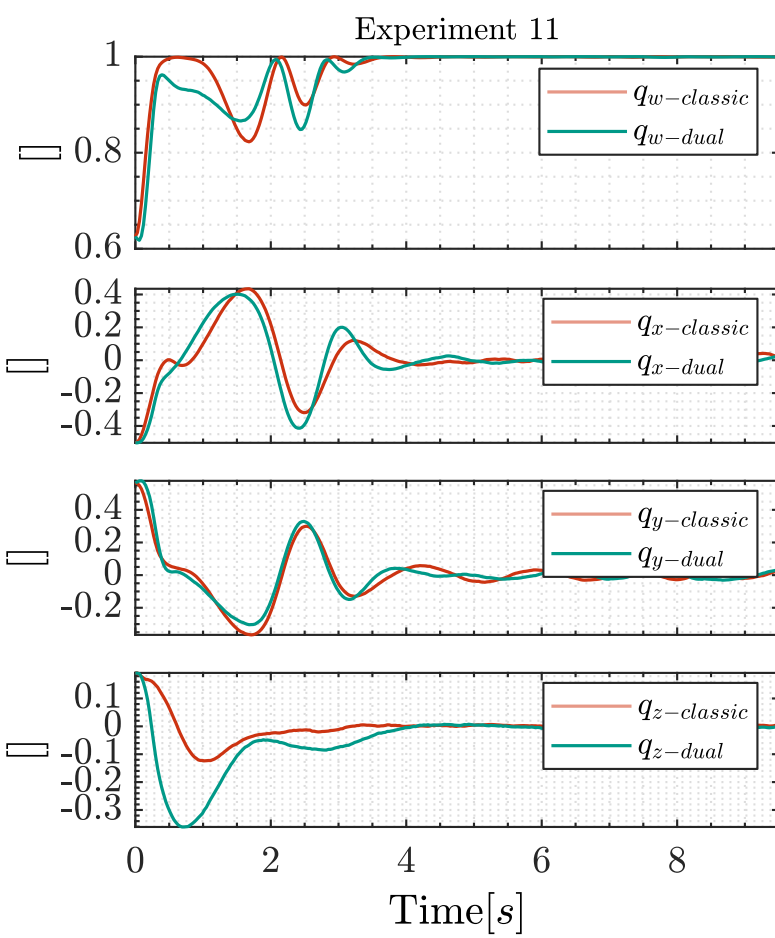 Experiment 11
1
0.8
0.6
[]
q_{w-classic}
q_{w-dual}
0.4
0.2
0
-0.2
-0.4
[]
q_{x-classic}
q_{x-dual}
0.4
0.2
0
-0.2
[]
q_{y-classic}
q_{y-dual}
0.1
0
-0.1
-0.2
-0.3
[]
q_{z-classic}
q_{z-dual}
0 2 4 6 8
Time[s]